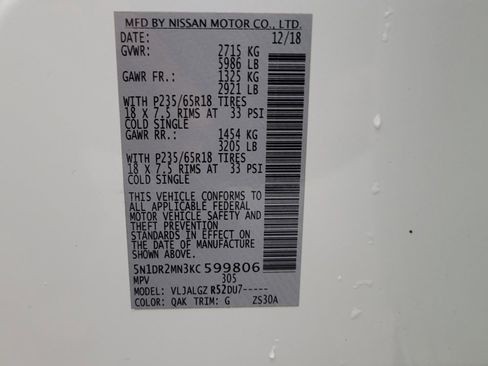 MFD BY NISSAN MOTOR CO., LTD.
DATE: 12/18
GVWR: 2715 KG
5986 LB
GAWR FR.: 1325 KG
2921 LB
WITH P235/65R18 TIRES
18 X 7.5 RIMS AT 33 PSI
COLD SINGLE
GAWR RR.: 1454 KG
3205 LB
WITH P235/65R18 TIRES
18 X 7.5 RIMS AT 33 PSI
COLD SINGLE
THIS VEHICLE CONFORMS TO
ALL APPLICABLE FEDERAL
MOTOR VEHICLE SAFETY AND
THEFT PREVENTION
STANDARDS IN EFFECT ON
THE DATE OF MANUFACTURE
SHOWN ABOVE.
5N1DR2MN3KC 599806
MPV 305
MODEL: VLJALGZ RS2DU7-----
COLOR: QAK TRIM: G ZS30A